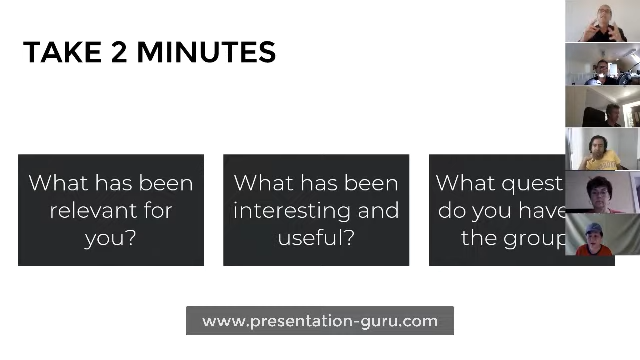 TAKE 2 MINUTES
What has been
relevant for
you?
What has been
interesting and
useful?
What quest
do you have
the group
www.presentation-guru.com